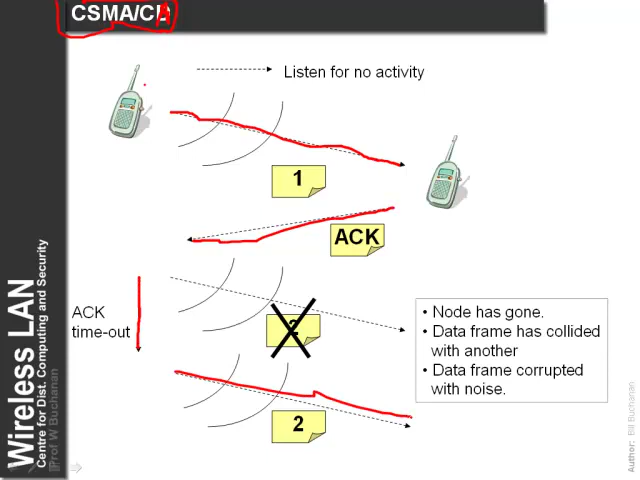 CSMA/CA
Listen for no activity
1
ACK
ACK
time-out
2
• Node has gone.
• Data frame has collided
with another
• Data frame corrupted
with noise.
2
Wireless LAN
Centre for Dist. Computing and Security
Prof W Buchanan
Author: Bill Buchanan